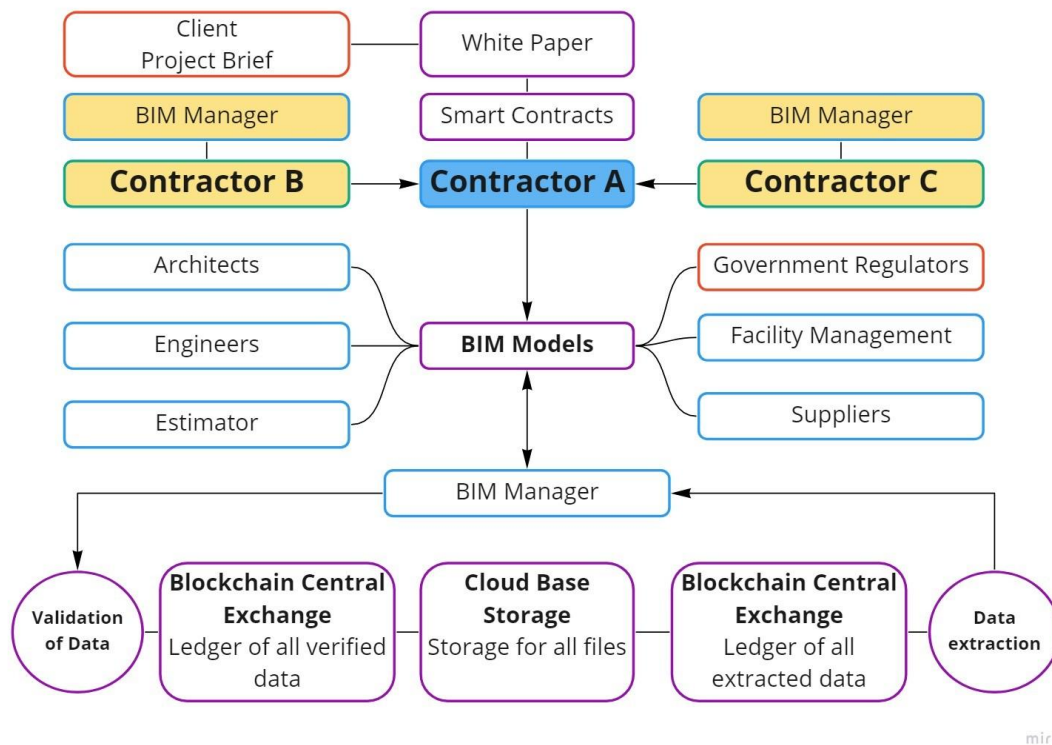 Client
Project Brief
White Paper
BIM Manager
Smart Contracts
BIM Manager
Contractor B
Contractor A
Contractor C
Architects
Government Regulators
Engineers
BIM Models
Facility Management
Estimator
Suppliers
BIM Manager
Validation
of Data
Blockchain Central
Exchange
Ledger of all verified
data
Cloud Base
Storage
Storage for all files
Blockchain Central
Exchange
Ledger of all
extracted data
Data
extraction
mir